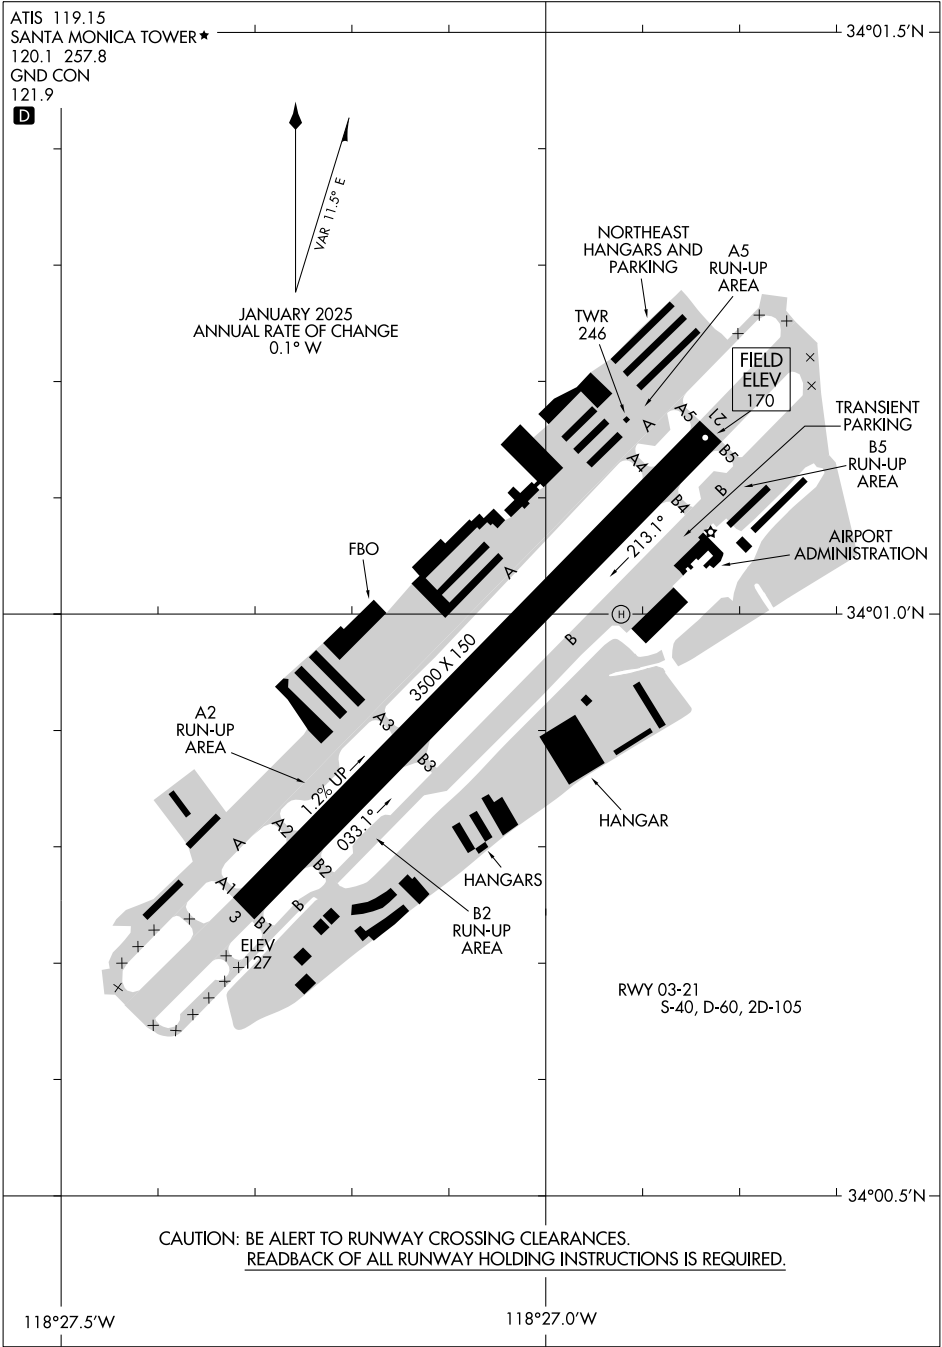 ATIS 119.15
SANTA MONICA TOWER★
120.1 257.8
GND CON
121.9
D
34°01.5'N
VAR 11.5° E
JANUARY 2025
ANNUAL RATE OF CHANGE
0.1° W
NORTHEAST
HANGARS AND
PARKING
A5
RUN-UP
AREA
TWR
246
FIELD
ELEV
170
TRANSIENT
PARKING
B5
RUN-UP
AREA
AIRPORT
ADMINISTRATION
A
A5
21
B5
A4
B
B4
213.1°
FBO
A
H
34°01.0'N
B
3500 X 150
A2
RUN-UP
AREA
A3
B3
1.2% UP
033.1°
HANGAR
A
A2
B2
HANGARS
A1
B
3
B1
B2
RUN-UP
AREA
ELEV
127
RWY 03-21
S-40, D-60, 2D-105
34°00.5'N
CAUTION: BE ALERT TO RUNWAY CROSSING CLEARANCES.
READBACK OF ALL RUNWAY HOLDING INSTRUCTIONS IS REQUIRED.
118°27.5'W
118°27.0'W